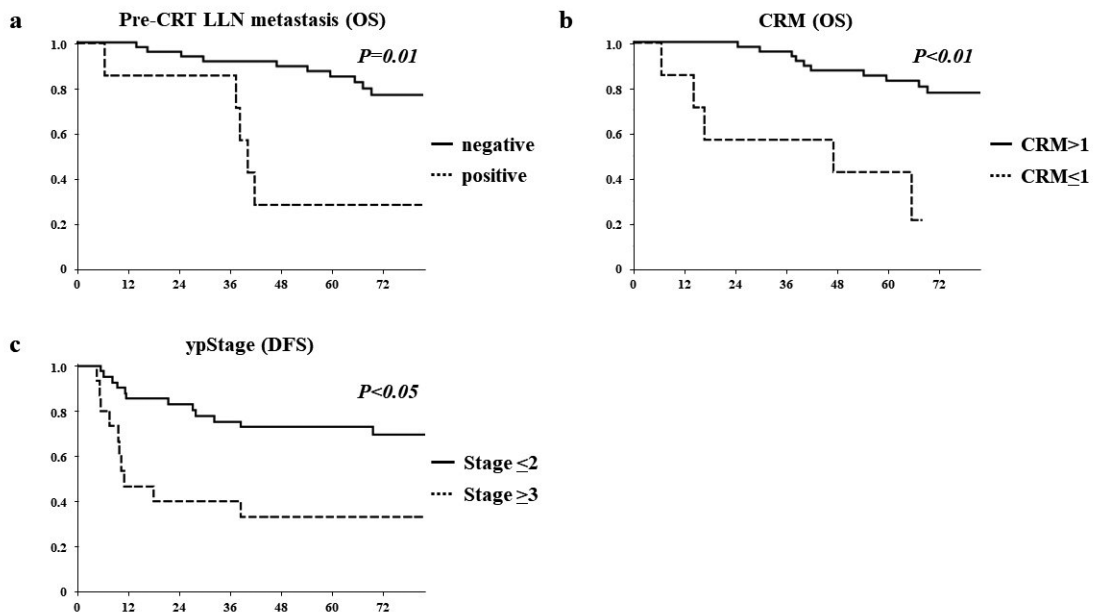 a
Pre-CRT LLN metastasis (OS)
1.0
0.8
0.6
0.4
0.2
0
0 12 24 36 48 60 72
P=0.01
negative
positive
b
CRM (OS)
1.0
0.8
0.6
0.4
0.2
0
0 12 24 36 48 60 72
P<0.01
CRM>1
CRM≤1
c
ypStage (DFS)
1.0
0.8
0.6
0.4
0.2
0
0 12 24 36 48 60 72
P<0.05
Stage ≤2
Stage ≥3